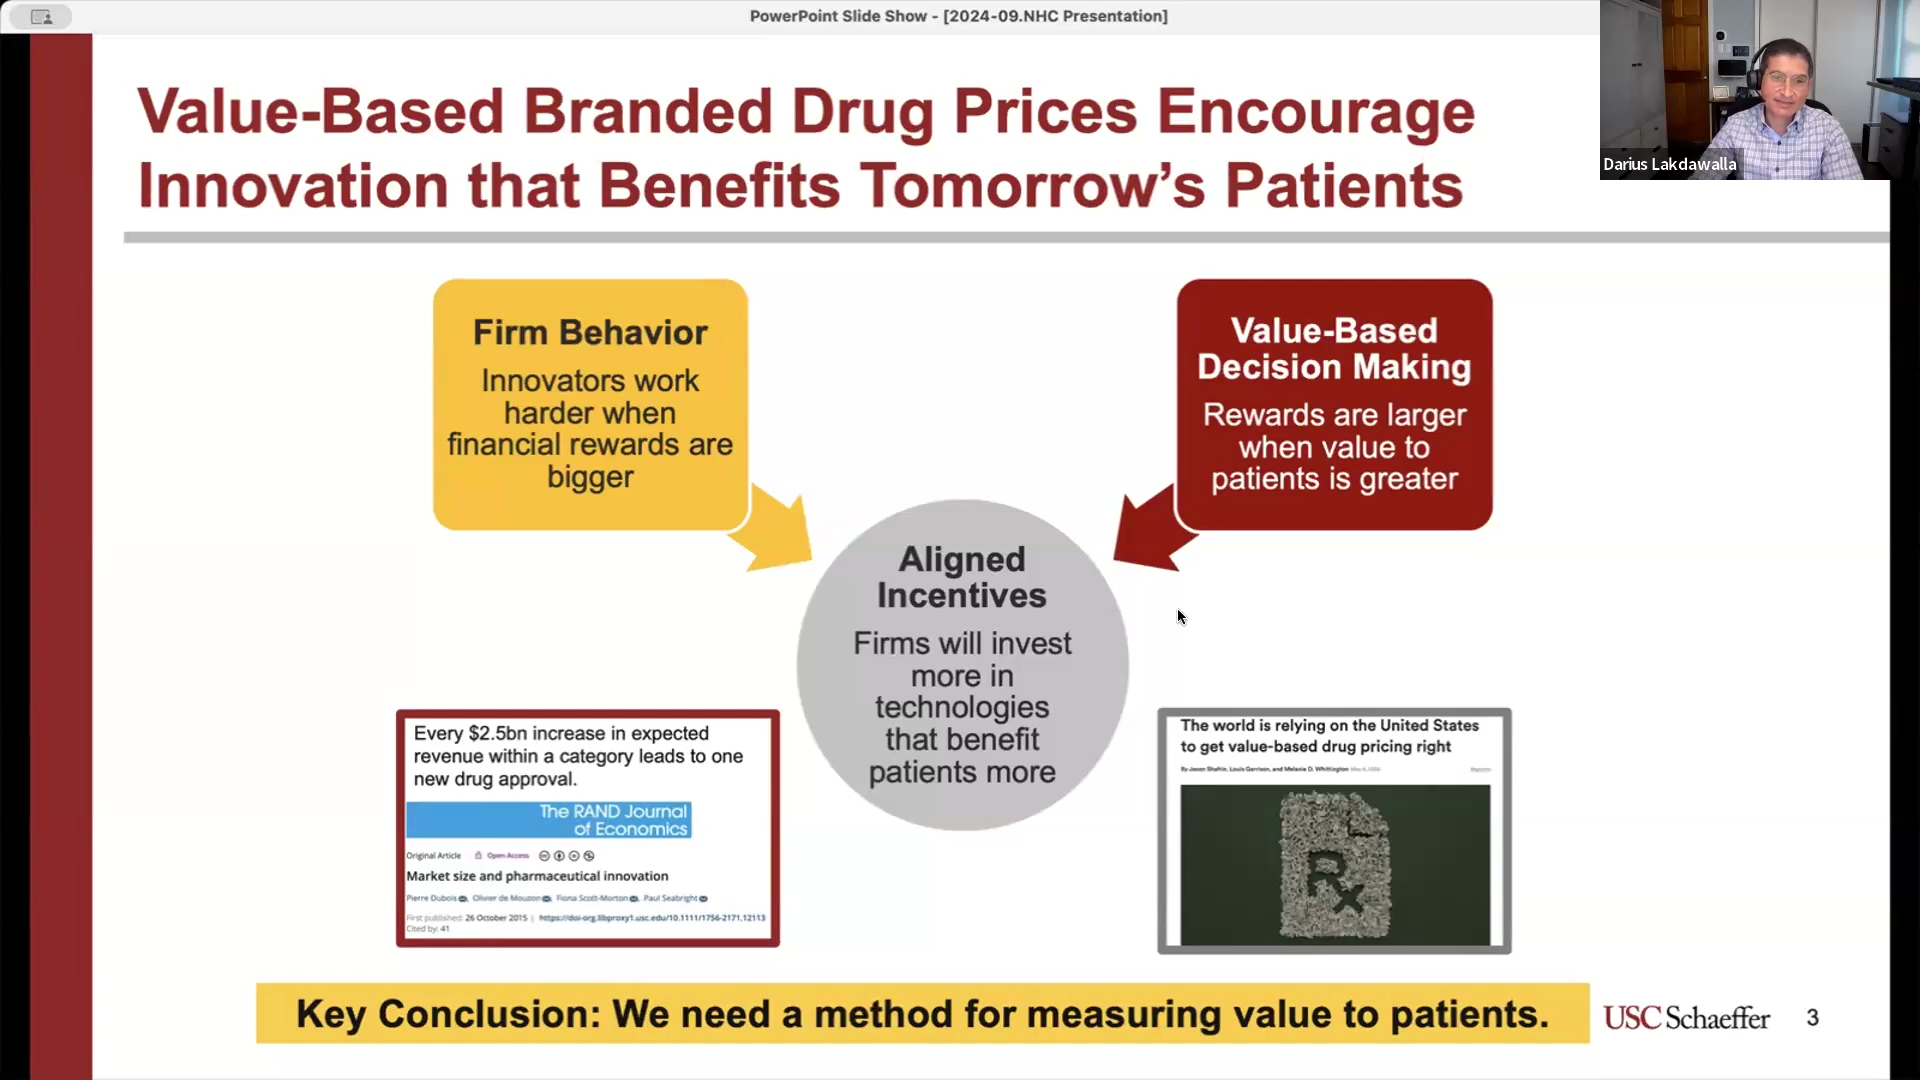 PowerPoint Slide Show - [2024-09.NHC Presentation]
Darius Lakdawalla
Value-Based Branded Drug Prices Encourage
Innovation that Benefits Tomorrow's Patients
Firm Behavior
Innovators work
harder when
financial rewards are
bigger
Value-Based
Decision Making
Rewards are larger
when value to
patients is greater
Aligned
Incentives
Firms will invest
more in
technologies
that benefit
patients more
Every $2.5bn increase in expected
revenue within a category leads to one
new drug approval.
The RAND Journal
of Economics
Original Article Open Access
Market size and pharmaceutical innovation
Pierre Dubois, Olivier de Mouzon, Fiona Scott-Morton, Paul Seabright
First published: 26 October 2015 | https://doi-org.libproxy1.usc.edu/10.1111/1756-2171.12113
Cited by: 41
The world is relying on the United States
to get value-based drug pricing right
By Jason Shafrin, Louis Garrison, and Melanie D. Whittington
Rx
Key Conclusion: We need a method for measuring value to patients.
USC Schaeffer
3